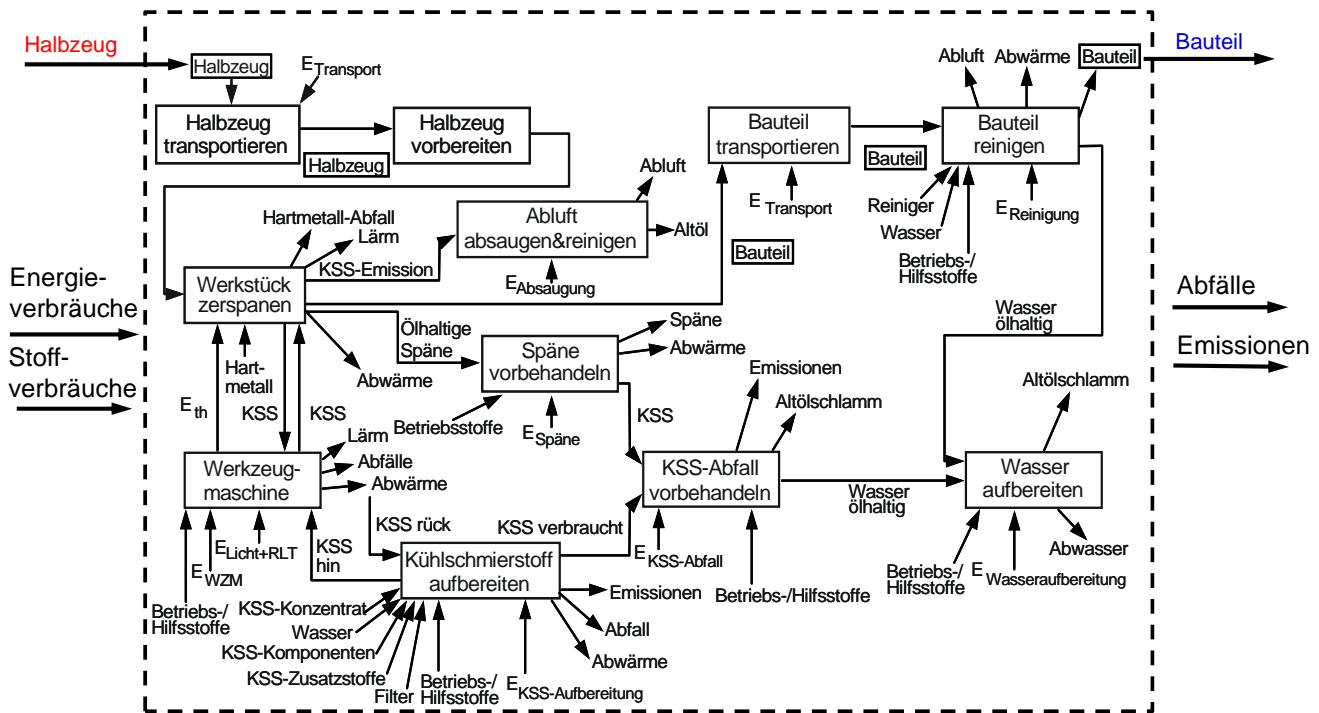 Halbzeug
Halbzeug
E Transport
Halbzeug
transportieren
Halbzeug
Halbzeug
vorbereiten
Bauteil
transportieren
E Transport
Bauteil
Bauteil
Abluft
Abwärme
Bauteil
Bauteil
Bauteil
reinigen
Reiniger
Wasser
Betriebs-/
Hilfsstoffe
E Reinigung
Hartmetall-Abfall
Lärm
KSS-Emission
Abluft
absaugen&reinigen
Abluft
Altöl
E Absaugung
Energie-
verbräuche
Stoff-
verbräuche
Werkstück
zerspanen
Hart-
metall
Abwärme
Ölhaltige
Späne
Späne
vorbehandeln
Späne
Abwärme
Betriebsstoffe
E Späne
KSS
E th
KSS
KSS
Werkzeug-
maschine
Lärm
Abfälle
Abwärme
Betriebs-/
Hilfsstoffe
E WZM
E Licht+RLT
KSS
hin
KSS rück
KSS verbraucht
Kühlschmierstoff
aufbereiten
KSS-Konzentrat
Wasser
KSS-Komponenten
KSS-Zusatzstoffe
Filter
Betriebs-/
Hilfsstoffe
E KSS-Aufbereitung
Emissionen
Abfall
Abwärme
Emissionen
Altölschlamm
KSS-Abfall
vorbehandeln
E KSS-Abfall
Betriebs-/Hilfsstoffe
Wasser
ölhaltig
Wasser
ölhaltig
Altölschlamm
Wasser
aufbereiten
Betriebs-/
Hilfsstoffe
E Wasseraufbereitung
Abwasser
Abfälle
Emissionen